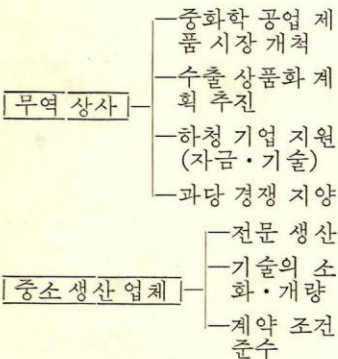 중화학 공업 제
품 시장 개척
수출 상품화 계
획 추진
무역 상사
하청 기업 지원
(자금·기술)
과당 경쟁 지양
전문 생산
기술의 소
화·개량
중소 생산 업체
계약 조건
준수